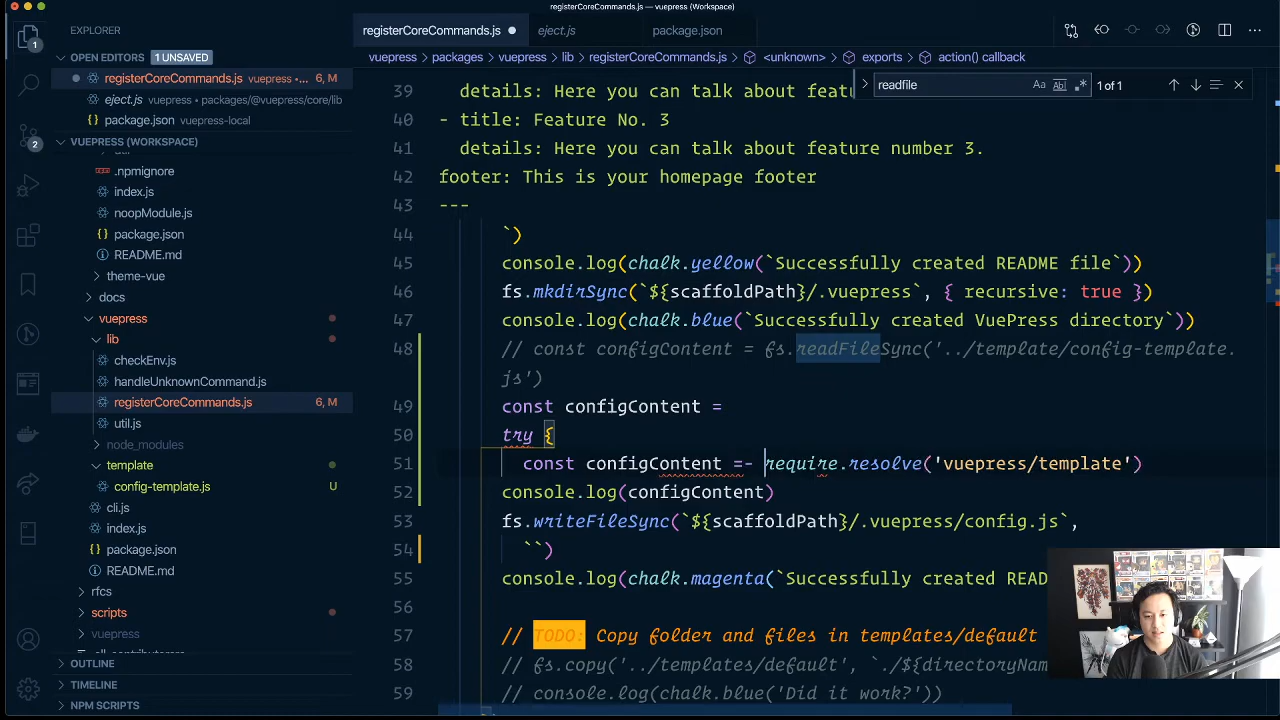 registerCoreCommands.js — vuepress (Workspace)
EXPLORER
OPEN EDITORS 1 UNSAVED
registerCoreCommands.js vuepress •... 6, M
eject.js vuepress • packages/@vuepress/core/lib
package.json vuepress-local
VUEPRESS (WORKSPACE)
.npmignore
index.js
noopModule.js
package.json
README.md
theme-vue
docs
vuepress
lib
checkEnv.js
handleUnknownCommand.js
registerCoreCommands.js 6, M
util.js
node_modules
template
config-template.js U
cli.js
index.js
package.json
README.md
rfcs
scripts
vuepress
OUTLINE
TIMELINE
NPM SCRIPTS
1
2
registerCoreCommands.js eject.js package.json
vuepress > packages > vuepress > lib > registerCoreCommands.js > <unknown> > exports > action() callback
readfile Aa Abl .* 1 of 1
39 details: Here you can talk about featu
40 - title: Feature No. 3
41 details: Here you can talk about feature number 3.
42 footer: This is your homepage footer
43 ---
44 `)
45 console.log(chalk.yellow(`Successfully created README file`))
46 fs.mkdirSync(`${scaffoldPath}/.vuepress`, { recursive: true })
47 console.log(chalk.blue(`Successfully created VuePress directory`))
48 // const configContent = fs.readFileSync('../template/config-template.
js')
49 const configContent =
50 try {
51 const configContent =- require.resolve('vuepress/template')
52 console.log(configContent)
53 fs.writeFileSync(`${scaffoldPath}/.vuepress/config.js`,
54 ``)
55 console.log(chalk.magenta(`Successfully created READ
56
57 // TODO: Copy folder and files in templates/default
58 // fs.copy('../templates/default', `./${directoryNam
59 // console.log(chalk.blue('Did it work?'))